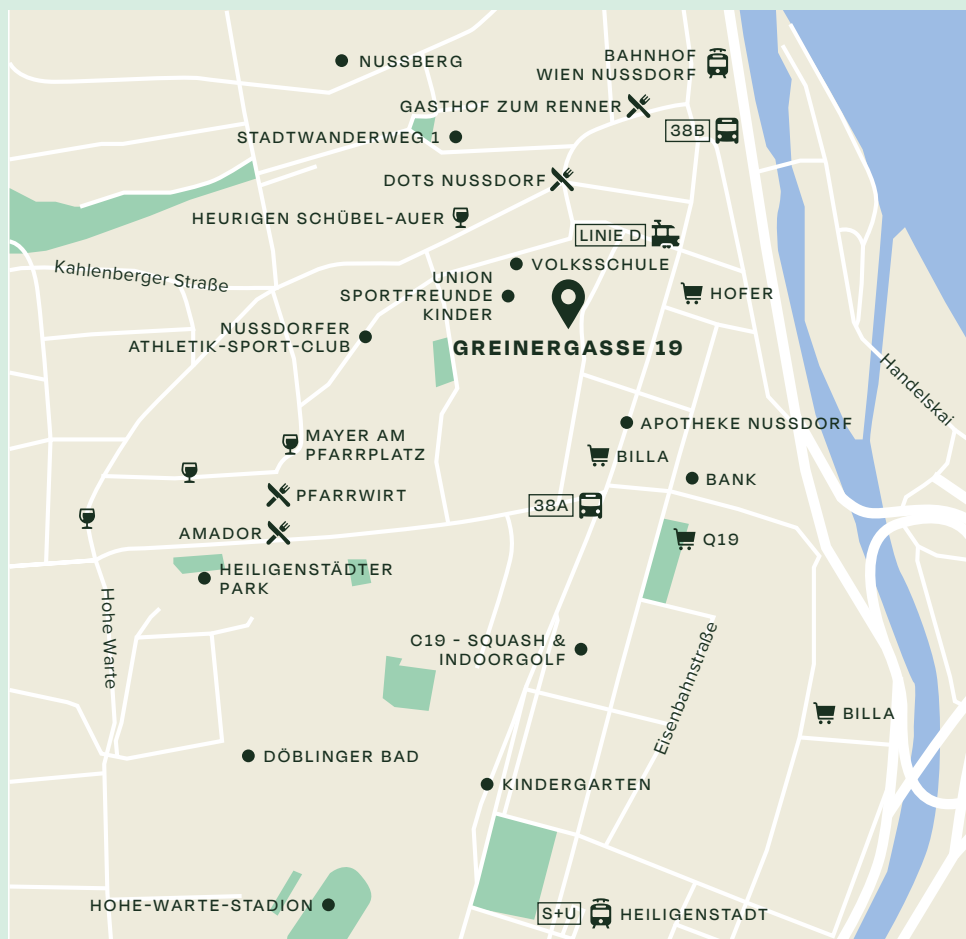 NUSSBERG
BAHNHOF
WIEN NUSSDORF
GASTHOF ZUM RENNER
38B
STADTWANDERWEG 1
DOTS NUSSDORF
HEURIGEN SCHÜBEL-AUER
LINIE D
VOLKSSCHULE
Kahlenberger Straße
UNION
SPORTFREUNDE
KINDER
HOFER
NUSSDORFER
ATHLETIK-SPORT-CLUB
GREINERGASSE 19
Handelskai
APOTHEKE NUSSDORF
MAYER AM
PFARRPLATZ
BILLA
BANK
PFARRWIRT
38A
AMADOR
Q19
HEILIGENSTÄDTER
PARK
Hohe Warte
C19 - SQUASH &
INDOORGOLF
Eisenbahnstraße
BILLA
DÖBLINGER BAD
KINDERGARTEN
HOHE-WARTE-STADION
S+U
HEILIGENSTADT